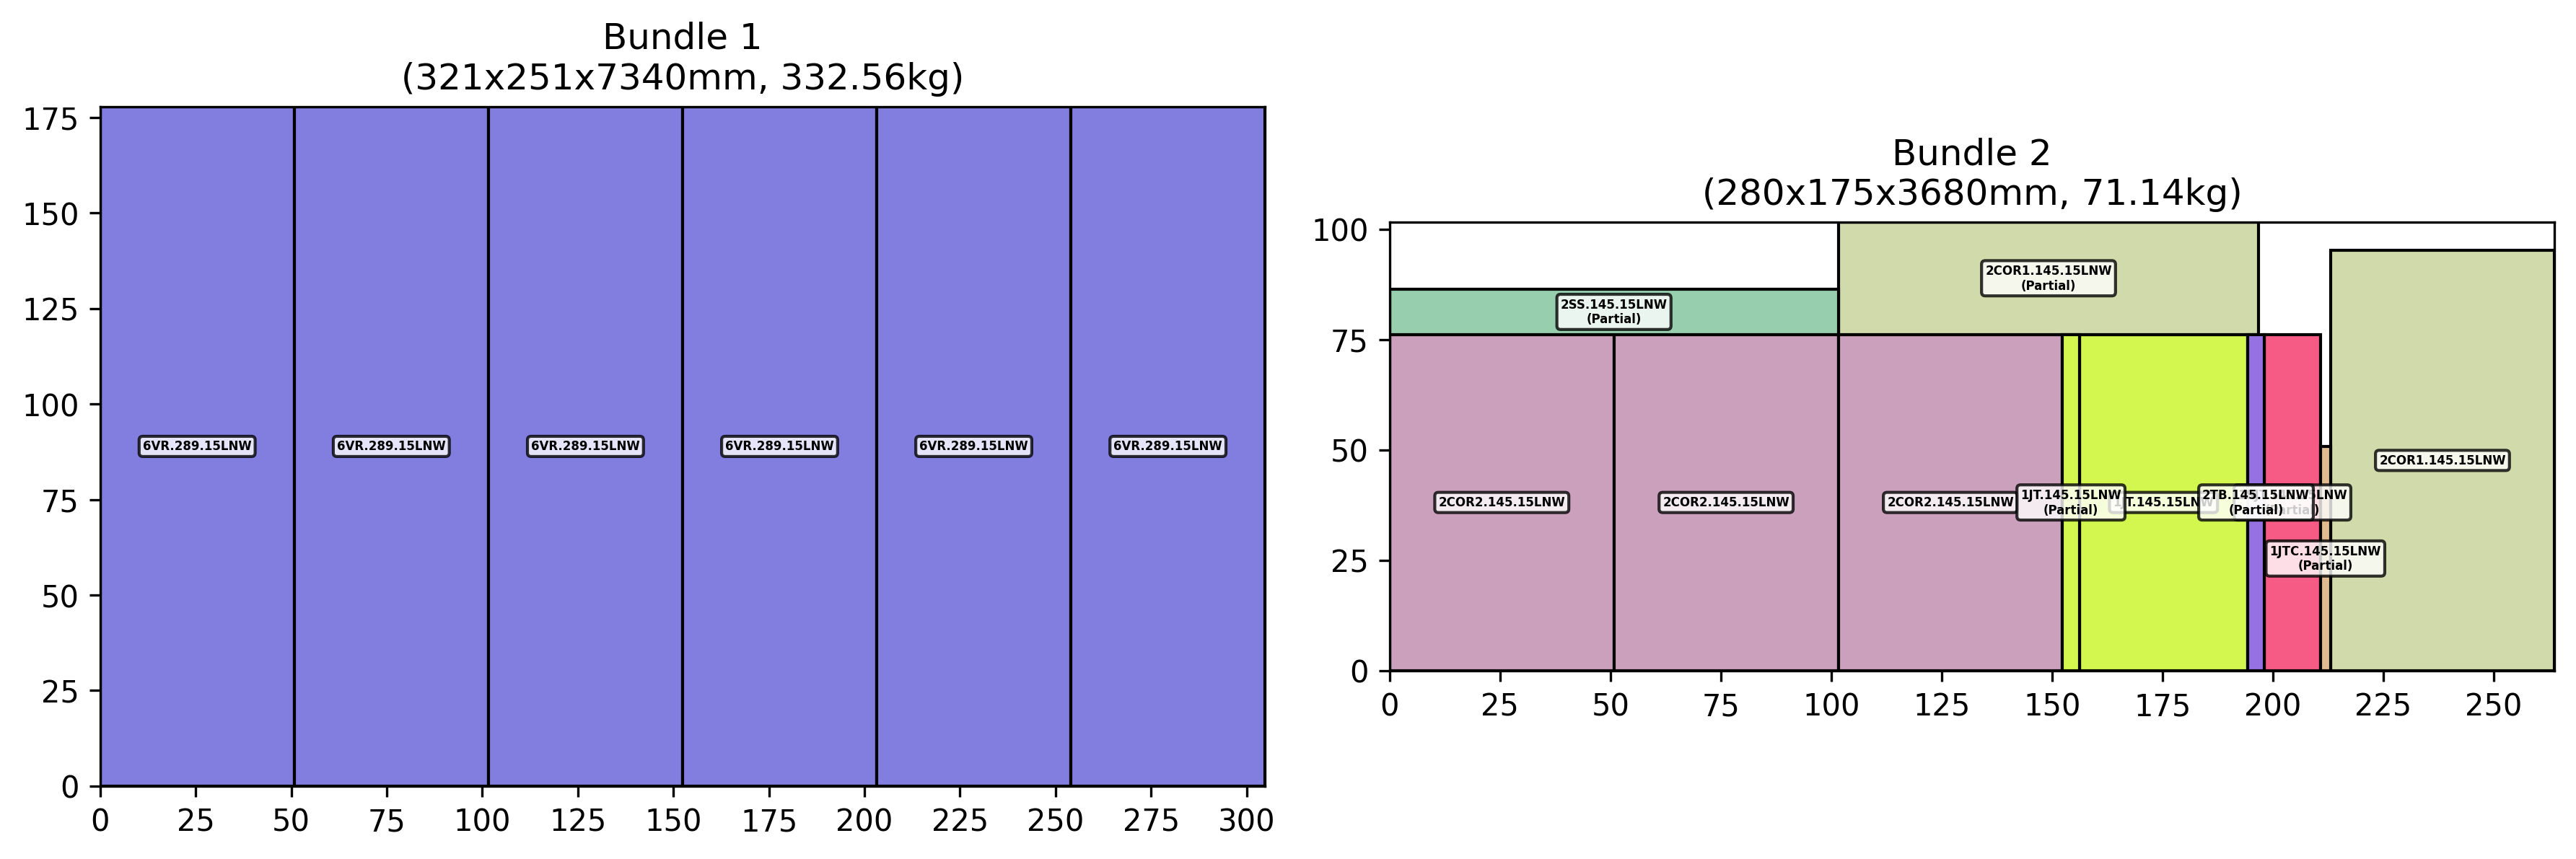 Bundle 1
(321x251x7340mm, 332.56kg)
175
150
125
100
75
50
25
0
6VR.289.15LNW
6VR.289.15LNW
6VR.289.15LNW
6VR.289.15LNW
6VR.289.15LNW
6VR.289.15LNW
0 25 50 75 100 125 150 175 200 225 250 275 300
Bundle 2
(280x175x3680mm, 71.14kg)
100
75
50
25
0
2COR1.145.15LNW
(Partial)
2SS.145.15LNW
(Partial)
2COR1.145.15LNW
2COR2.145.15LNW
2COR2.145.15LNW
2COR2.145.15LNW
1JT.145.15LNW
(Partial)
2TB.145.15LNW
(Partial)
1JTC.145.15LNW
(Partial)
0 25 50 75 100 125 150 175 200 225 250